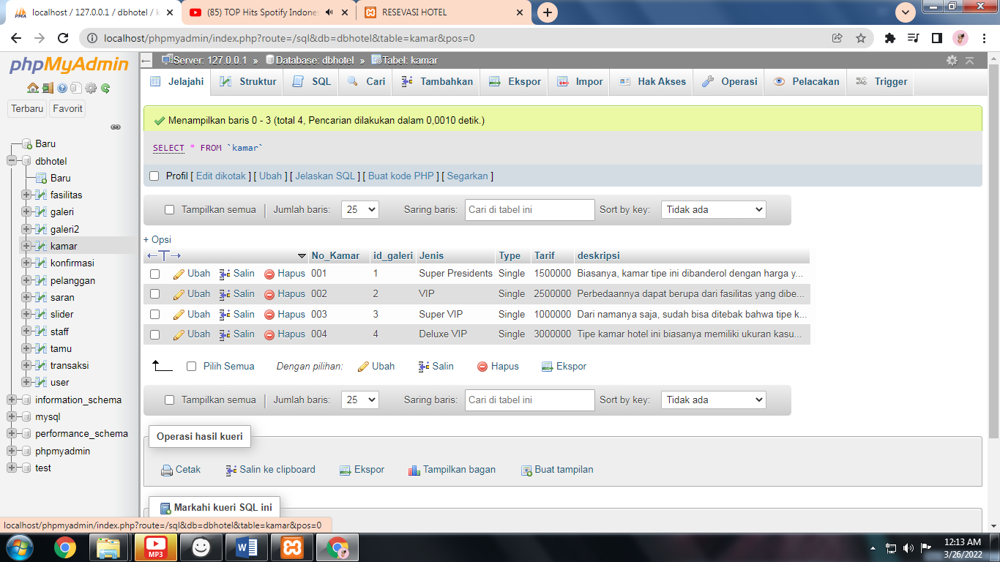 localhost / 127.0.0.1 / dbhotel / k
(85) TOP Hits Spotify Indones
RESEVASI HOTEL
localhost/phpmyadmin/index.php?route=/sql&db=dbhotel&table=kamar&pos=0
phpMyAdmin
Terbaru Favorit
Baru
dbhotel
Baru
fasilitas
galeri
galeri2
kamar
konfirmasi
pelanggan
saran
slider
staff
tamu
transaksi
user
information_schema
mysql
performance_schema
phpmyadmin
test
Server: 127.0.0.1 » Database: dbhotel » Tabel: kamar
Jelajahi Struktur SQL Cari Tambahkan Ekspor Impor Hak Akses Operasi Pelacakan Trigger
Menampilkan baris 0 - 3 (total 4, Pencarian dilakukan dalam 0,0010 detik.)
SELECT * FROM `kamar`
Profil [ Edit dikotak ] [ Ubah ] [ Jelaskan SQL ] [ Buat kode PHP ] [ Segarkan ]
Tampilkan semua Jumlah baris: 25 Saring baris: Cari di tabel ini Sort by key: Tidak ada
+ Opsi
No_Kamar id_galeri Jenis Type Tarif deskripsi
Ubah Salin Hapus 001 1 Super Presidents Single 1500000 Biasanya, kamar tipe ini dibanderol dengan harga y...
Ubah Salin Hapus 002 2 VIP Single 2500000 Perbedaannya dapat berupa dari fasilitas yang dibe...
Ubah Salin Hapus 003 3 Super VIP Single 1000000 Dari namanya saja, sudah bisa ditebak bahwa tipe k...
Ubah Salin Hapus 004 4 Deluxe VIP Single 3000000 Tipe kamar hotel ini biasanya memiliki ukuran kasu...
Pilih Semua Dengan pilihan: Ubah Salin Hapus Ekspor
Tampilkan semua Jumlah baris: 25 Saring baris: Cari di tabel ini Sort by key: Tidak ada
Operasi hasil kueri
Cetak Salin ke clipboard Ekspor Tampilkan bagan Buat tampilan
Markahi kueri SQL ini
localhost/phpmyadmin/index.php?route=/sql&db=dbhotel&table=kamar&pos=0
MP3
12:13 AM
3/26/2022